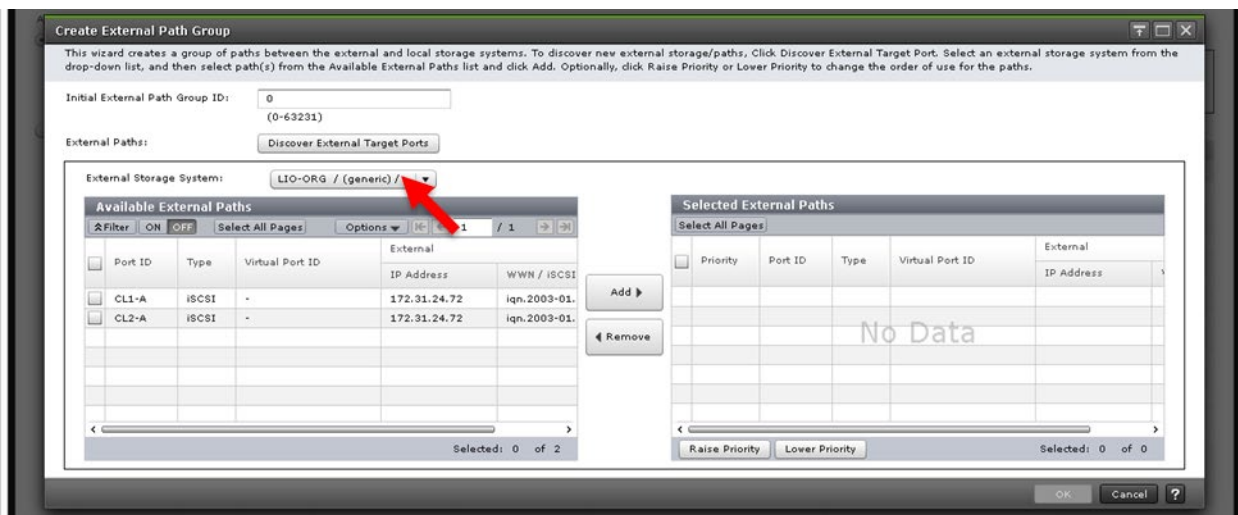 Create External Path Group
This wizard creates a group of paths between the external and local storage systems. To discover new external storage/paths, Click Discover External Target Port. Select an external storage system from the
drop-down list, and then select path(s) from the Available External Paths list and click Add. Optionally, click Raise Priority or Lower Priority to change the order of use for the paths.
Initial External Path Group ID: 0
(0-63231)
External Paths: Discover External Target Ports
External Storage System: LIO-ORG / (generic) /
Available External Paths
Filter ON OFF Select All Pages Options 1 / 1
Port ID Type Virtual Port ID External
IP Address WWN / iSCSI
CL1-A iSCSI - 172.31.24.72 iqn.2003-01.
CL2-A iSCSI - 172.31.24.72 iqn.2003-01.
Selected: 0 of 2
Add
Remove
Selected External Paths
Select All Pages
Priority Port ID Type Virtual Port ID External
IP Address
No Data
Raise Priority Lower Priority Selected: 0 of 0
OK Cancel ?